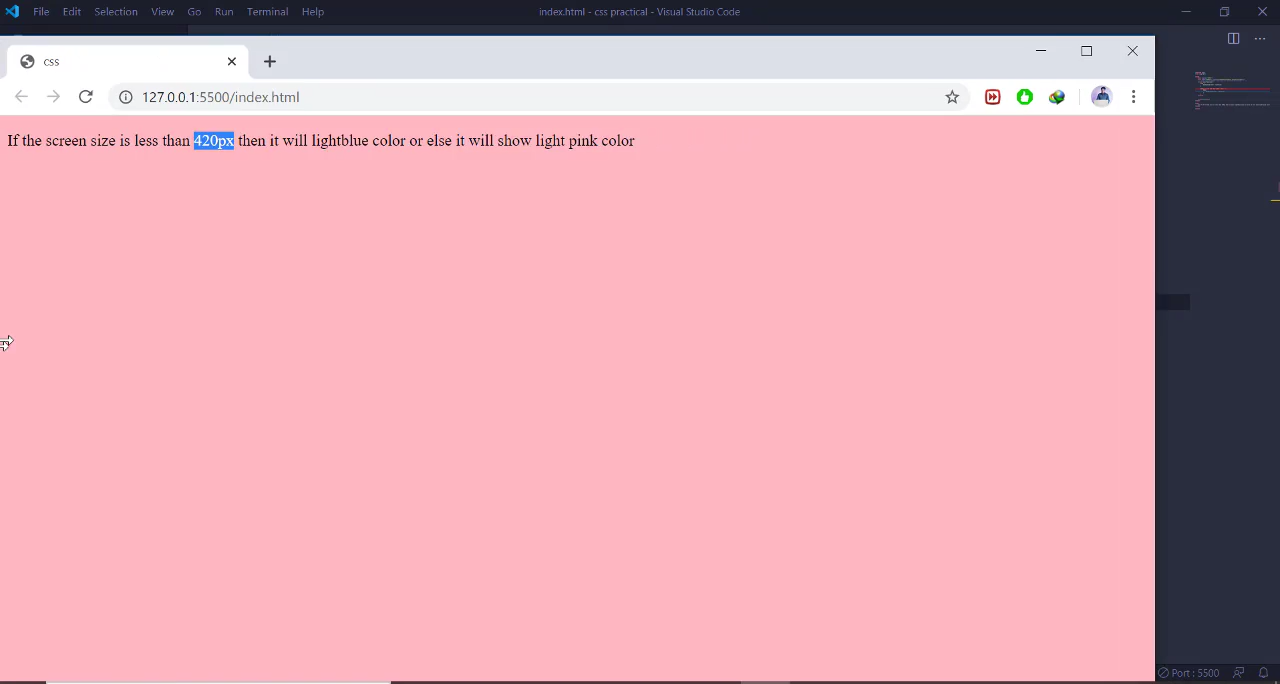 File Edit Selection View Go Run Terminal Help index.html - css practical - Visual Studio Code
css
127.0.0.1:5500/index.html
If the screen size is less than 420px then it will lightblue color or else it will show light pink color
Port : 5500